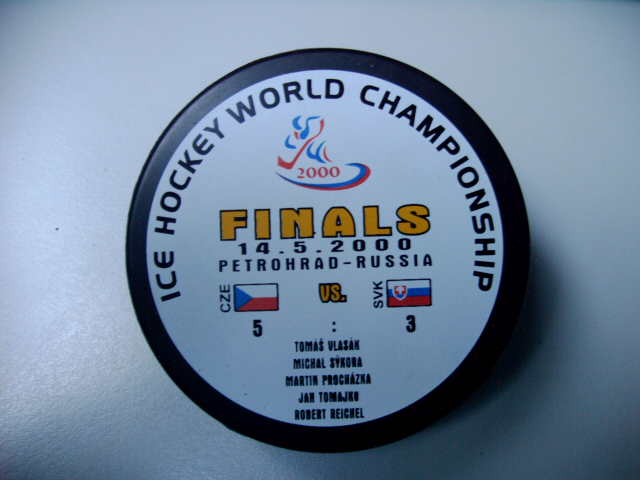 ICE HOCKEY WORLD CHAMPIONSHIP
2000
FINALS
14.5.2000
PETROHRAD-RUSSIA
CZE VS. SVK
5 : 3
TOMÁŠ VLASÁK
MICHAL SÝKORA
MARTIN PROCHÁZKA
JAN TOMAJKO
ROBERT REICHEL